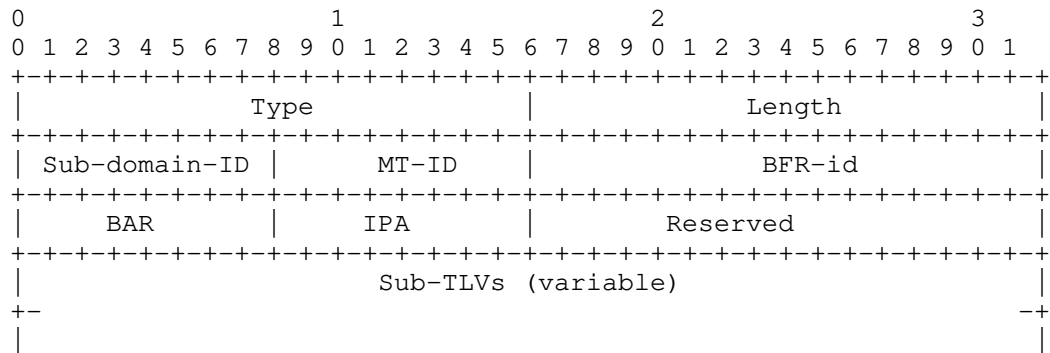 0                   1                   2                   3
0 1 2 3 4 5 6 7 8 9 0 1 2 3 4 5 6 7 8 9 0 1 2 3 4 5 6 7 8 9 0 1
+-+-+-+-+-+-+-+-+-+-+-+-+-+-+-+-+-+-+-+-+-+-+-+-+-+-+-+-+-+-+-+-+
|              Type             |             Length            |
+-+-+-+-+-+-+-+-+-+-+-+-+-+-+-+-+-+-+-+-+-+-+-+-+-+-+-+-+-+-+-+-+
| Sub-domain-ID |      MT-ID    |              BFR-id           |
+-+-+-+-+-+-+-+-+-+-+-+-+-+-+-+-+-+-+-+-+-+-+-+-+-+-+-+-+-+-+-+-+
|     BAR       |     IPA       |        Reserved               |
+-+-+-+-+-+-+-+-+-+-+-+-+-+-+-+-+-+-+-+-+-+-+-+-+-+-+-+-+-+-+-+-+
|                      Sub-TLVs (variable)                      |
+-                                                             -+
|                                                               |